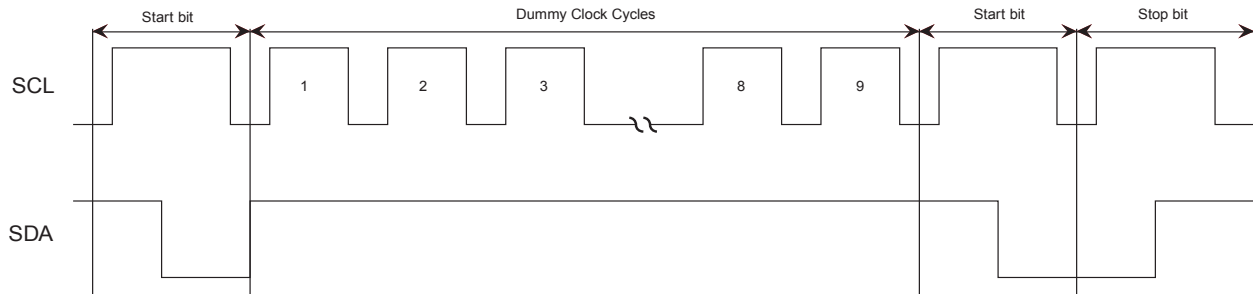 Start bit
Dummy Clock Cycles
Start bit
Stop bit
SCL
1
2
3
8
9
SDA